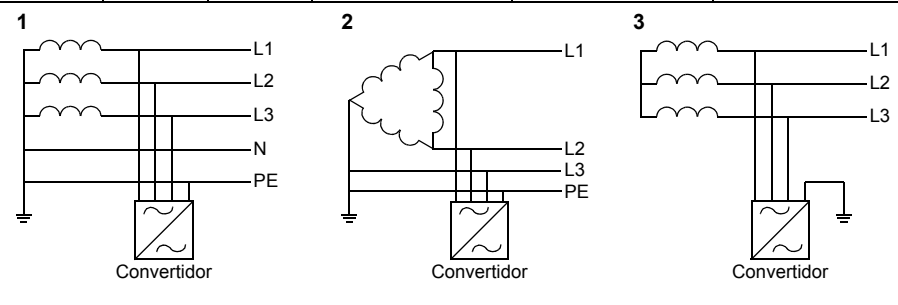 1
L1
L2
L3
N
PE
Convertidor
2
L1
L2
L3
PE
Convertidor
3
L1
L2
L3
Convertidor